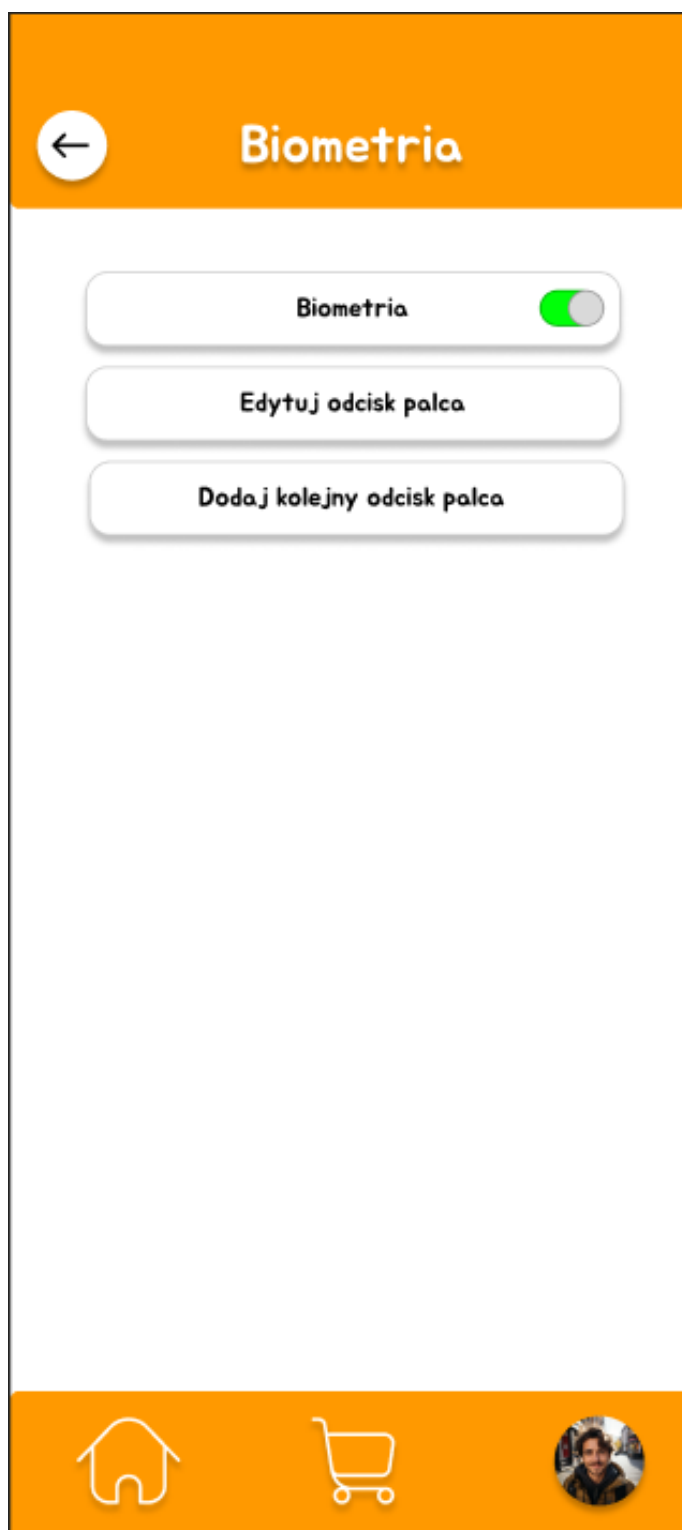 Biometria
Biometria
Edytuj odcisk palca
Dodaj kolejny odcisk palca